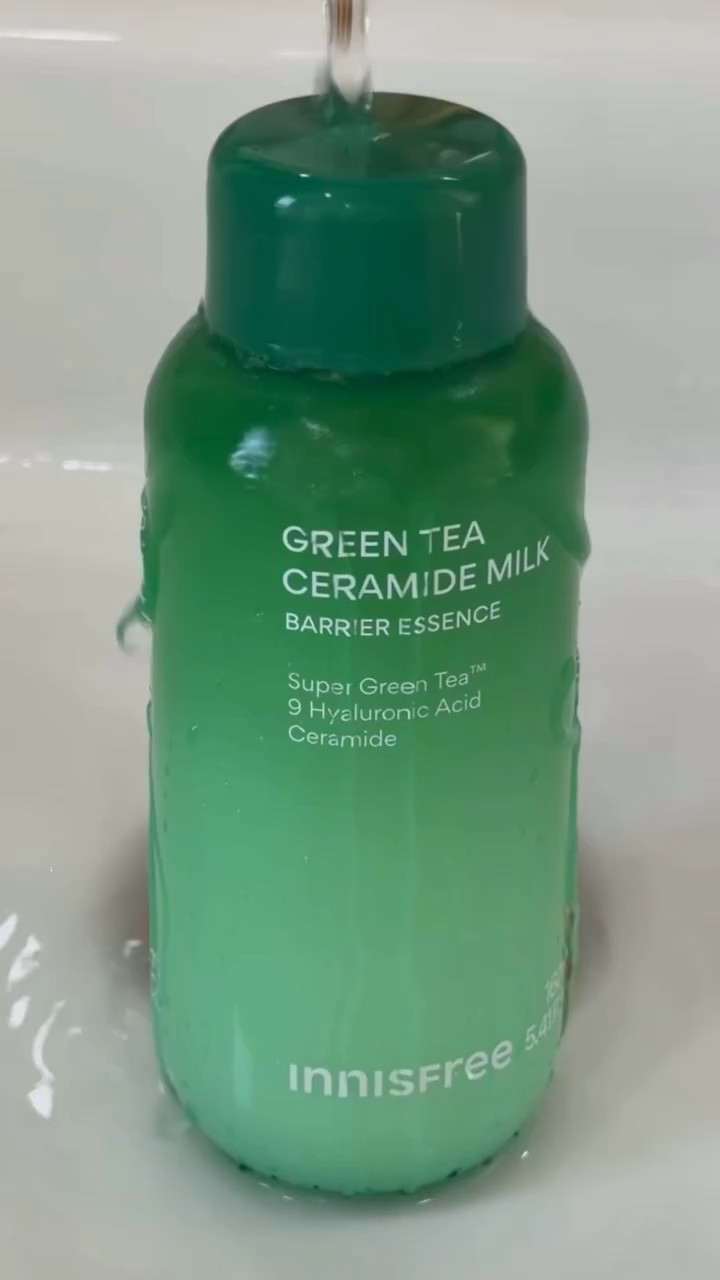 GREEN TEA
CERAMIDE MILK
BARRIER ESSENCE
Super Green Tea™
9 Hyaluronic Acid
Ceramide
innisfree